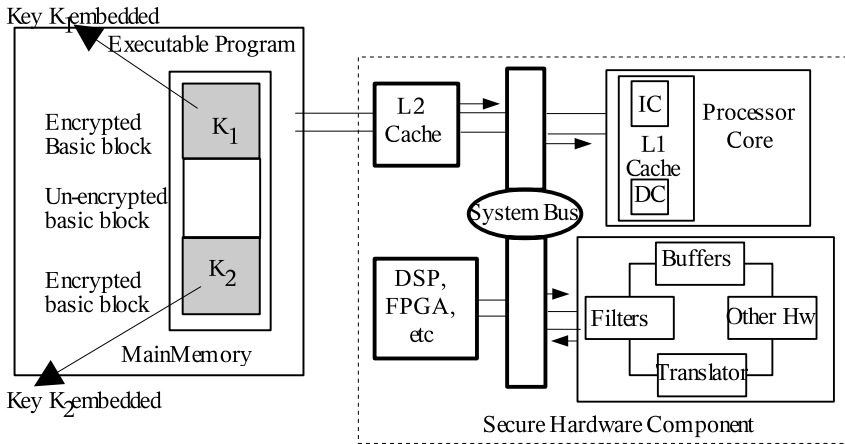 Key K1 embedded
Executable Program
Encrypted
Basic block
K1
Un-encrypted
basic block
Encrypted
basic block
K2
MainMemory
Key K2 embedded
L2
Cache
System Bus
DSP,
FPGA,
etc
IC
L1
Cache
DC
Processor
Core
Buffers
Filters
Other Hw
Translator
Secure Hardware Component